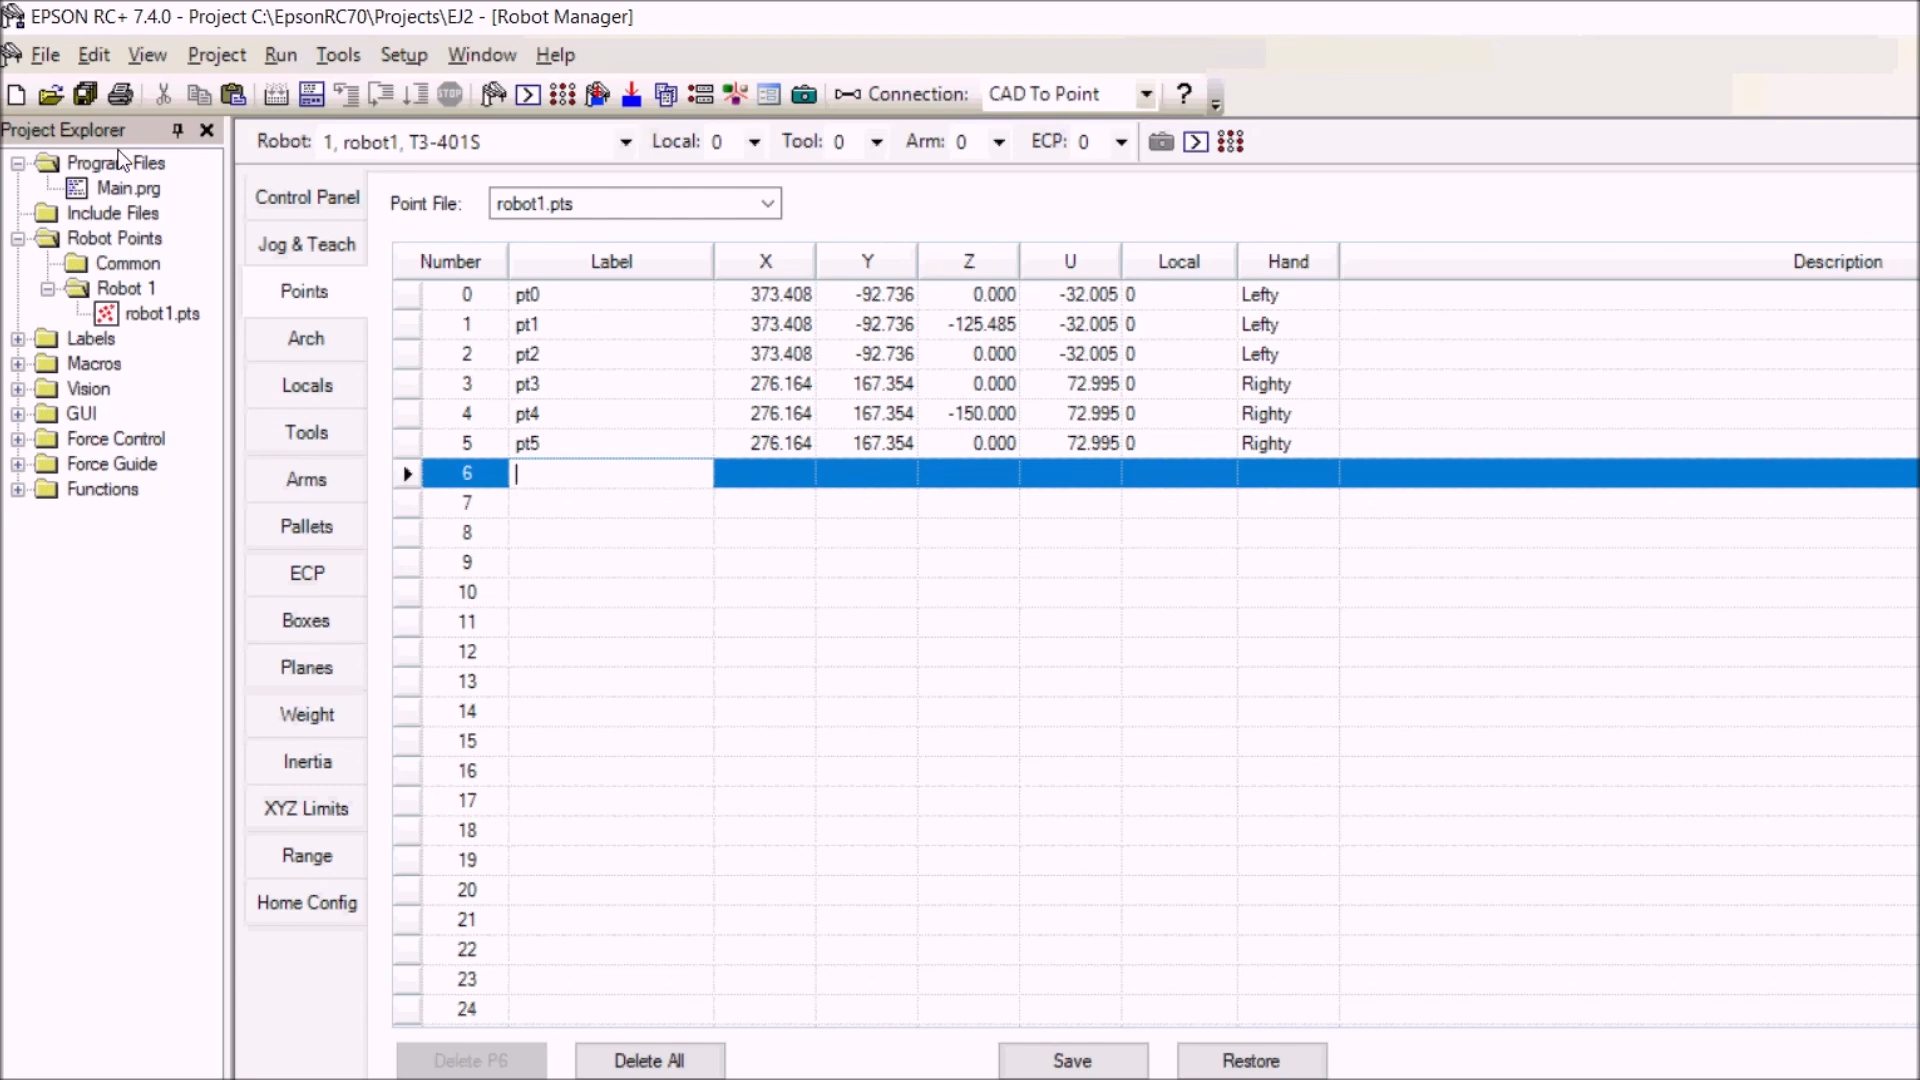 EPSON RC+ 7.4.0 - Project C:\EpsonRC70\Projects\EJ2 - [Robot Manager]
File Edit View Project Run Tools Setup Window Help
STOP Connection: CAD To Point ?
Project Explorer
Program Files
Main.prg
Include Files
Robot Points
Common
Robot 1
robot1.pts
Labels
Macros
Vision
GUI
Force Control
Force Guide
Functions
Robot: 1, robot1, T3-401S Local: 0 Tool: 0 Arm: 0 ECP: 0
Control Panel
Jog & Teach
Points
Arch
Locals
Tools
Arms
Pallets
ECP
Boxes
Planes
Weight
Inertia
XYZ Limits
Range
Home Config
Point File: robot1.pts
Number Label X Y Z U Local Hand Description
0 pt0 373.408 -92.736 0.000 -32.005 0 Lefty
1 pt1 373.408 -92.736 -125.485 -32.005 0 Lefty
2 pt2 373.408 -92.736 0.000 -32.005 0 Lefty
3 pt3 276.164 167.354 0.000 72.995 0 Righty
4 pt4 276.164 167.354 -150.000 72.995 0 Righty
5 pt5 276.164 167.354 0.000 72.995 0 Righty
6
7
8
9
10
11
12
13
14
15
16
17
18
19
20
21
22
23
24
Delete P6 Delete All Save Restore